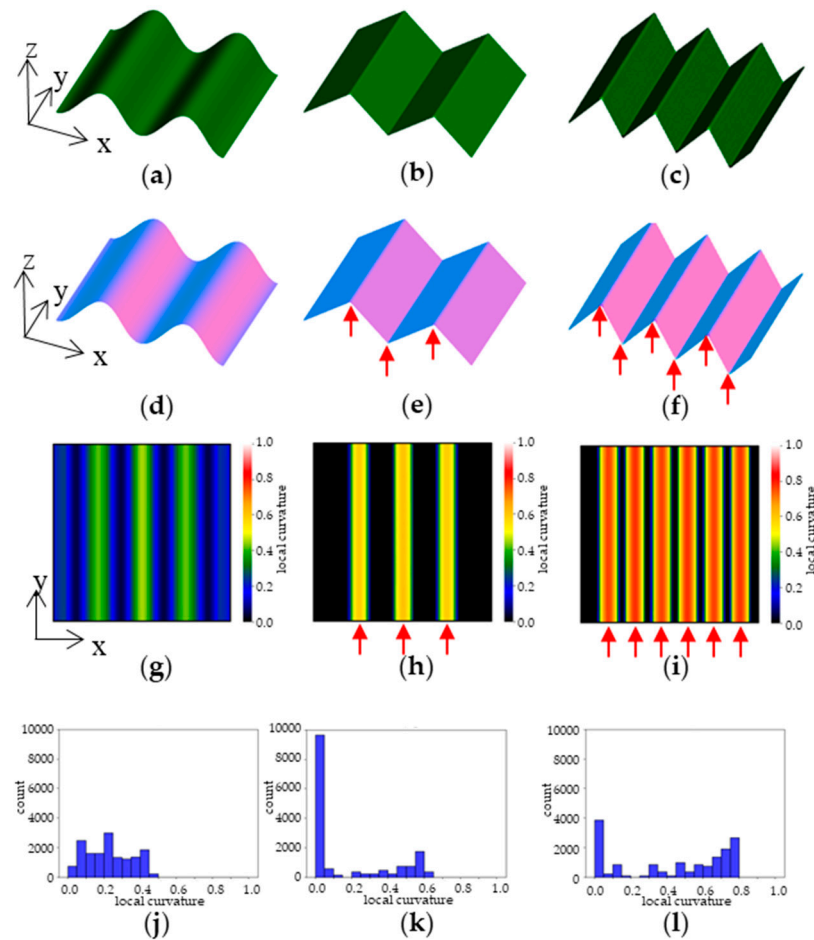 z
y
x
(a) (b) (c)
z
y
x
(d) (e) (f)
1.0 1.0 1.0
0.8 0.8 0.8
0.6 0.6 0.6
0.4 0.4 0.4
0.2 0.2 0.2
0.0 0.0 0.0
local curvature local curvature local curvature
y
x
(g) (h) (i)
10000 10000 10000
8000 8000 8000
6000 6000 6000
4000 4000 4000
2000 2000 2000
0 0 0
count count count
0.0 0.2 0.4 0.6 0.8 1.0 0.0 0.2 0.4 0.6 0.8 1.0 0.0 0.2 0.4 0.6 0.8 1.0
local curvature local curvature local curvature
(j) (k) (l)